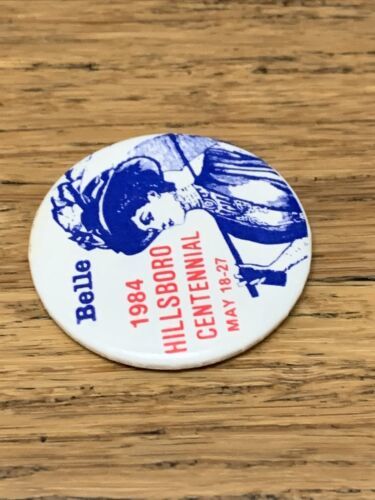 Belle
1984
HILLSBORO
CENTENNIAL
MAY 18-27